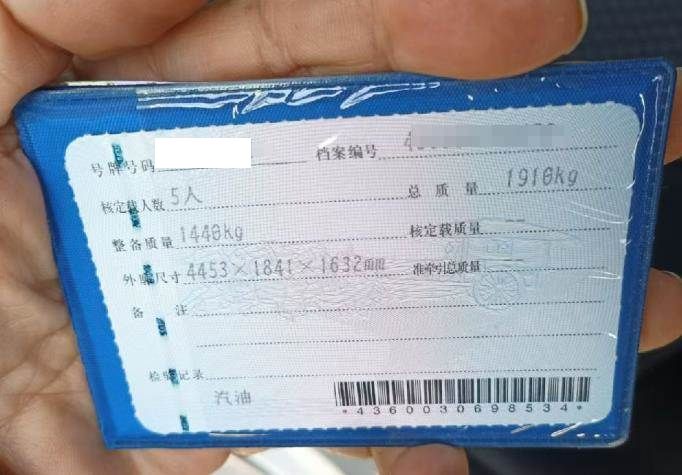 号牌号码 档案编号 4
核定载人数 5人 总质量 1910kg
整备质量 1440kg 核定载质量 --
外廓尺寸 4453×1841×1632mm 准牵引总质量 --
备注
检验记录
汽油
*4360030698534*